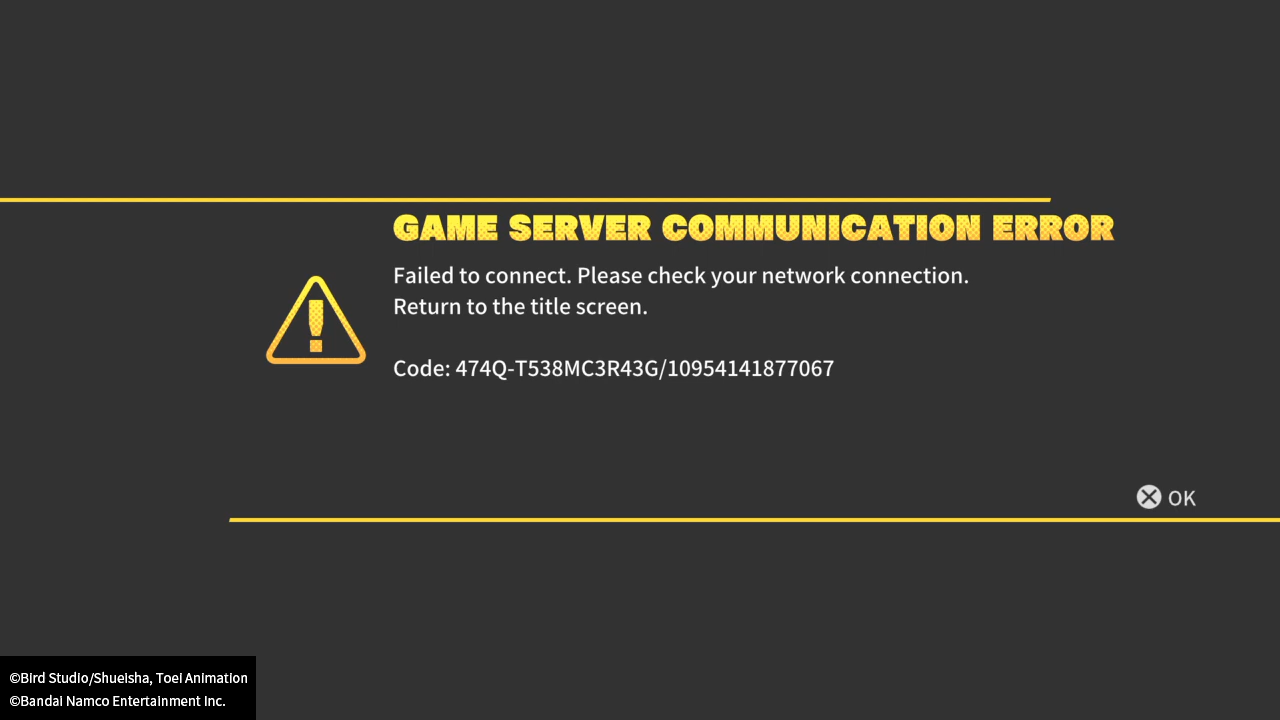 GAME SERVER COMMUNICATION ERROR
Failed to connect. Please check your network connection.
Return to the title screen.
Code: 474Q-T538MC3R43G/10954141877067
OK
©Bird Studio/Shueisha, Toei Animation
©Bandai Namco Entertainment Inc.